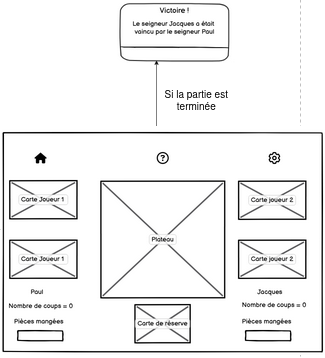 Victoire !
Le seigneur Jacques a était
vaincu par le seigneur Paul
Si la partie est
terminée
?
Carte Joueur 1
Carte joueur 2
Plateau
Carte Joueur 1
Carte joueur 2
Paul
Jacques
Nombre de coups = 0
Nombre de coups = 0
Pièces mangées
Carte de réserve
Pièces mangées